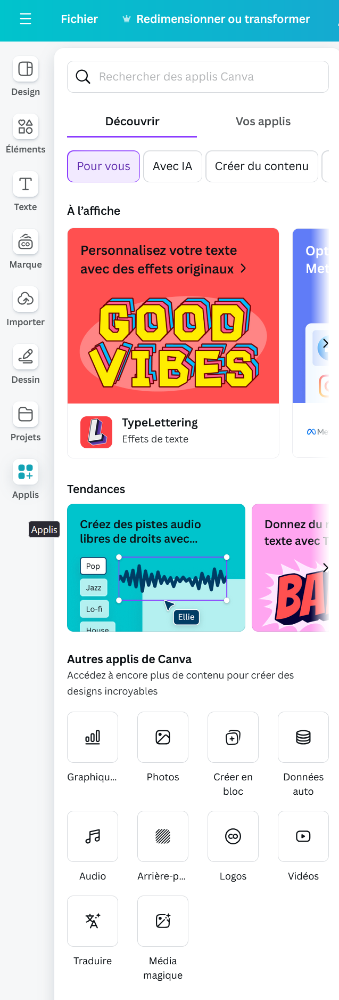 Fichier
Redimensionner ou transformer
Design
Éléments
Texte
Marque
Importer
Dessin
Projets
Applis
Applis
Rechercher des applis Canva
Découvrir
Vos applis
Pour vous
Avec IA
Créer du contenu
À l’affiche
Personnalisez votre texte
avec des effets originaux
GOOD
VIBES
TypeLettering
Effets de texte
Opt
Met
Me
Tendances
Créez des pistes audio
libres de droits avec...
Pop
Jazz
Lo-fi
House
Ellie
Donnez du
texte avec T
BA
Autres applis de Canva
Accédez à encore plus de contenu pour créer des
designs incroyables
Graphiqu...
Photos
Créer en
bloc
Données
auto
Audio
Arrière-p...
Logos
Vidéos
Traduire
Média
magique